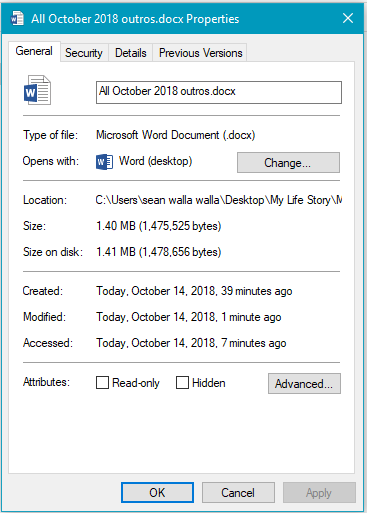 All October 2018 outros.docx Properties
General Security Details Previous Versions
W
All October 2018 outros.docx
Type of file: Microsoft Word Document (.docx)
Opens with: W Word (desktop) Change...
Location: C:\Users\sean walla walla\Desktop\My Life Story\M
Size: 1.40 MB (1,475,525 bytes)
Size on disk: 1.41 MB (1,478,656 bytes)
Created: Today, October 14, 2018, 39 minutes ago
Modified: Today, October 14, 2018, 1 minute ago
Accessed: Today, October 14, 2018, 7 minutes ago
Attributes: Read-only Hidden Advanced...
OK Cancel Apply